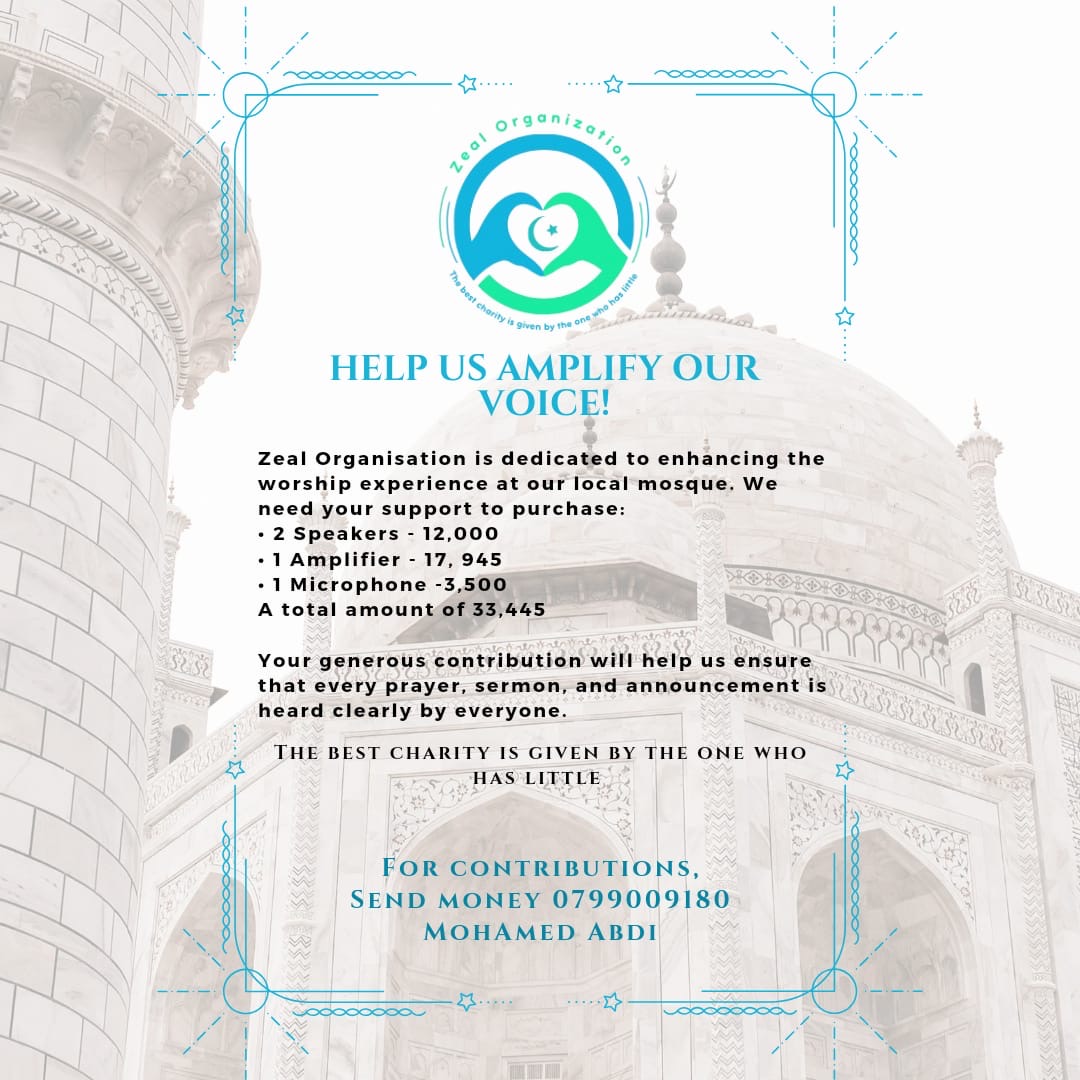 Zeal Organization
The best charity is given by the one who has little
HELP US AMPLIFY OUR
VOICE!
Zeal Organisation is dedicated to enhancing the
worship experience at our local mosque. We
need your support to purchase:
• 2 Speakers - 12,000
• 1 Amplifier - 17, 945
• 1 Microphone -3,500
A total amount of 33,445
Your generous contribution will help us ensure
that every prayer, sermon, and announcement is
heard clearly by everyone.
The best charity is given by the one who
has little
For contributions,
Send money 0799009180
MohAmed Abdi